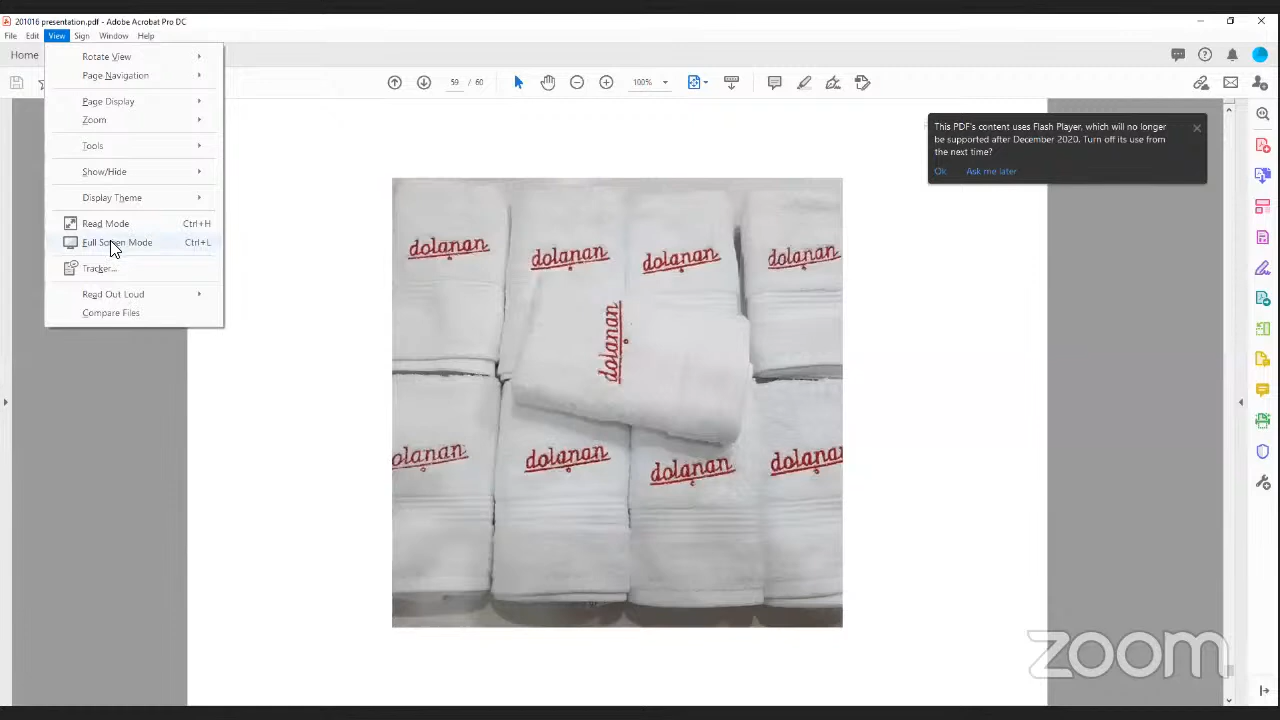 201016 presentation.pdf - Adobe Acrobat Pro DC
File Edit View Sign Window Help
Home
Rotate View
Page Navigation
Page Display
Zoom
Tools
Show/Hide
Display Theme
Read Mode Ctrl+H
Full Screen Mode Ctrl+L
Tracker...
Read Out Loud
Compare Files
59 / 60
100%
This PDF's content uses Flash Player, which will no longer
be supported after December 2020. Turn off its use from
the next time?
Ok Ask me later
dolanan
dolanan
dolanan
dolanan
dolanan
olanan
dolanan
dolanan
dolanan
zoom